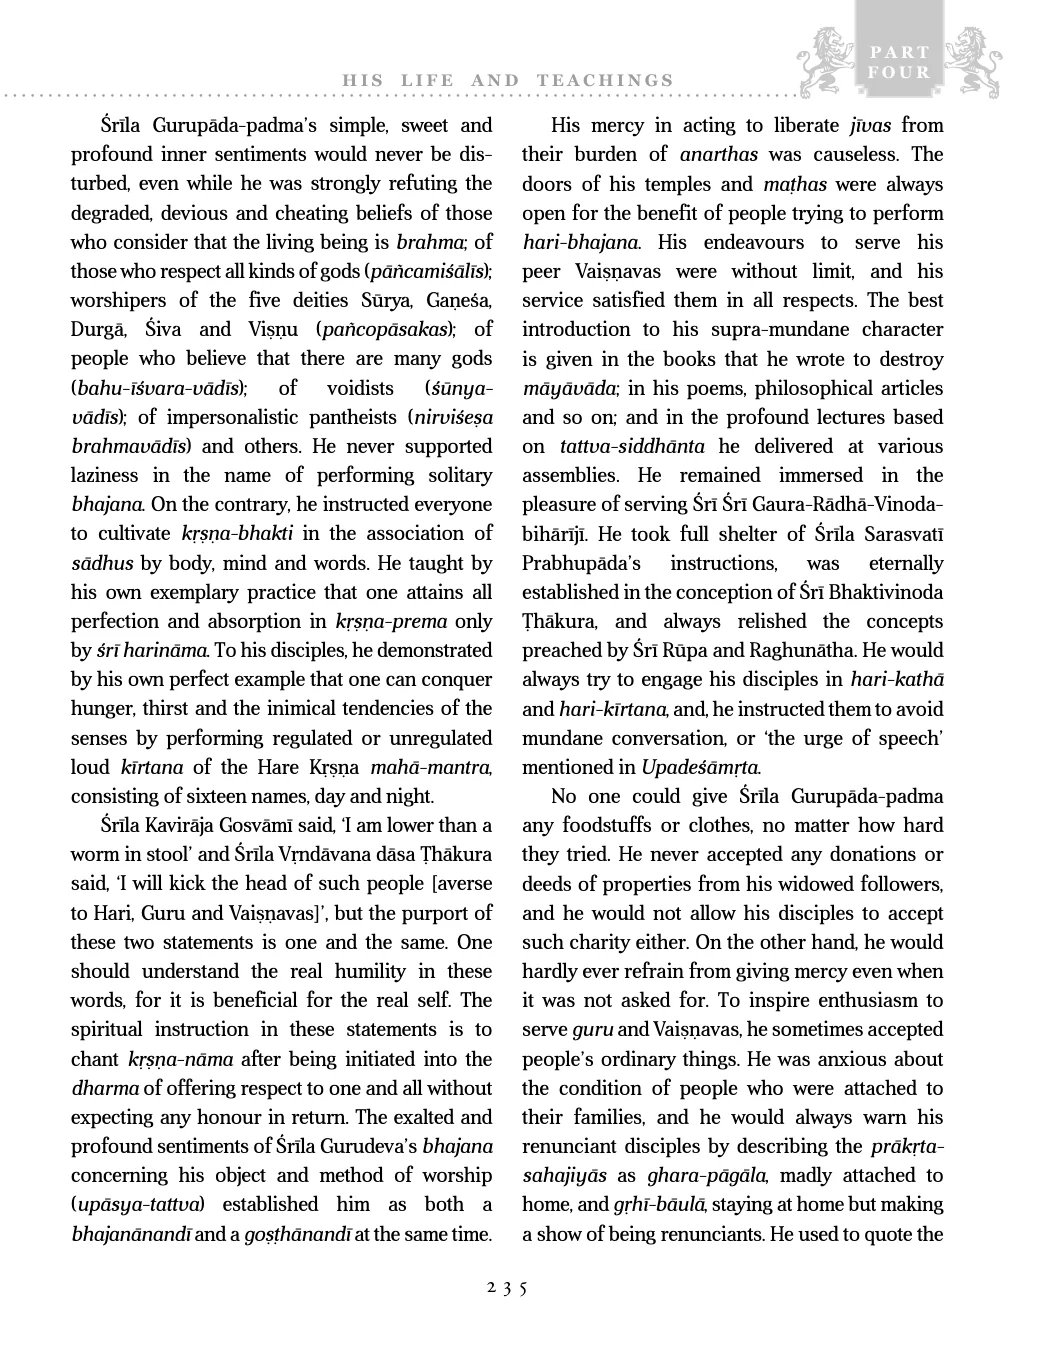 PART
FOUR
HIS LIFE AND TEACHINGS
Śrīla Gurupāda-padma’s simple, sweet and
profound inner sentiments would never be dis-
turbed, even while he was strongly refuting the
degraded, devious and cheating beliefs of those
who consider that the living being is brahma; of
those who respect all kinds of gods (pāñcamiśālīs);
worshipers of the five deities Sūrya, Gaṇeśa,
Durgā, Śiva and Viṣṇu (pañcopāsakas); of
people who believe that there are many gods
(bahu-īśvara-vādīs); of voidists (śūnya-
vādīs); of impersonalistic pantheists (nirviśeṣa
brahmavādīs) and others. He never supported
laziness in the name of performing solitary
bhajana. On the contrary, he instructed everyone
to cultivate kṛṣṇa-bhakti in the association of
sādhus by body, mind and words. He taught by
his own exemplary practice that one attains all
perfection and absorption in kṛṣṇa-prema only
by śrī harināma. To his disciples, he demonstrated
by his own perfect example that one can conquer
hunger, thirst and the inimical tendencies of the
senses by performing regulated or unregulated
loud kīrtana of the Hare Kṛṣṇa mahā-mantra,
consisting of sixteen names, day and night.
Śrīla Kavirāja Gosvāmī said, ‘I am lower than a
worm in stool’ and Śrīla Vṛndāvana dāsa Ṭhākura
said, ‘I will kick the head of such people [averse
to Hari, Guru and Vaiṣṇavas]’, but the purport of
these two statements is one and the same. One
should understand the real humility in these
words, for it is beneficial for the real self. The
spiritual instruction in these statements is to
chant kṛṣṇa-nāma after being initiated into the
dharma of offering respect to one and all without
expecting any honour in return. The exalted and
profound sentiments of Śrīla Gurudeva’s bhajana
concerning his object and method of worship
(upāsya-tattva) established him as both a
bhajanānandī and a goṣṭhānandī at the same time.
His mercy in acting to liberate jīvas from
their burden of anarthas was causeless. The
doors of his temples and maṭhas were always
open for the benefit of people trying to perform
hari-bhajana. His endeavours to serve his
peer Vaiṣṇavas were without limit, and his
service satisfied them in all respects. The best
introduction to his supra-mundane character
is given in the books that he wrote to destroy
māyāvāda; in his poems, philosophical articles
and so on; and in the profound lectures based
on tattva-siddhānta he delivered at various
assemblies. He remained immersed in the
pleasure of serving Śrī Śrī Gaura-Rādhā-Vinoda-
bihārījī. He took full shelter of Śrīla Sarasvatī
Prabhupāda’s instructions, was eternally
established in the conception of Śrī Bhaktivinoda
Ṭhākura, and always relished the concepts
preached by Śrī Rūpa and Raghunātha. He would
always try to engage his disciples in hari-kathā
and hari-kīrtana, and, he instructed them to avoid
mundane conversation, or ‘the urge of speech’
mentioned in Upadeśāmṛta.
No one could give Śrīla Gurupāda-padma
any foodstuffs or clothes, no matter how hard
they tried. He never accepted any donations or
deeds of properties from his widowed followers,
and he would not allow his disciples to accept
such charity either. On the other hand, he would
hardly ever refrain from giving mercy even when
it was not asked for. To inspire enthusiasm to
serve guru and Vaiṣṇavas, he sometimes accepted
people’s ordinary things. He was anxious about
the condition of people who were attached to
their families, and he would always warn his
renunciant disciples by describing the prākṛta-
sahajiyās as ghara-pāgāla, madly attached to
home, and gṛhī-bāulā, staying at home but making
a show of being renunciants. He used to quote the
235